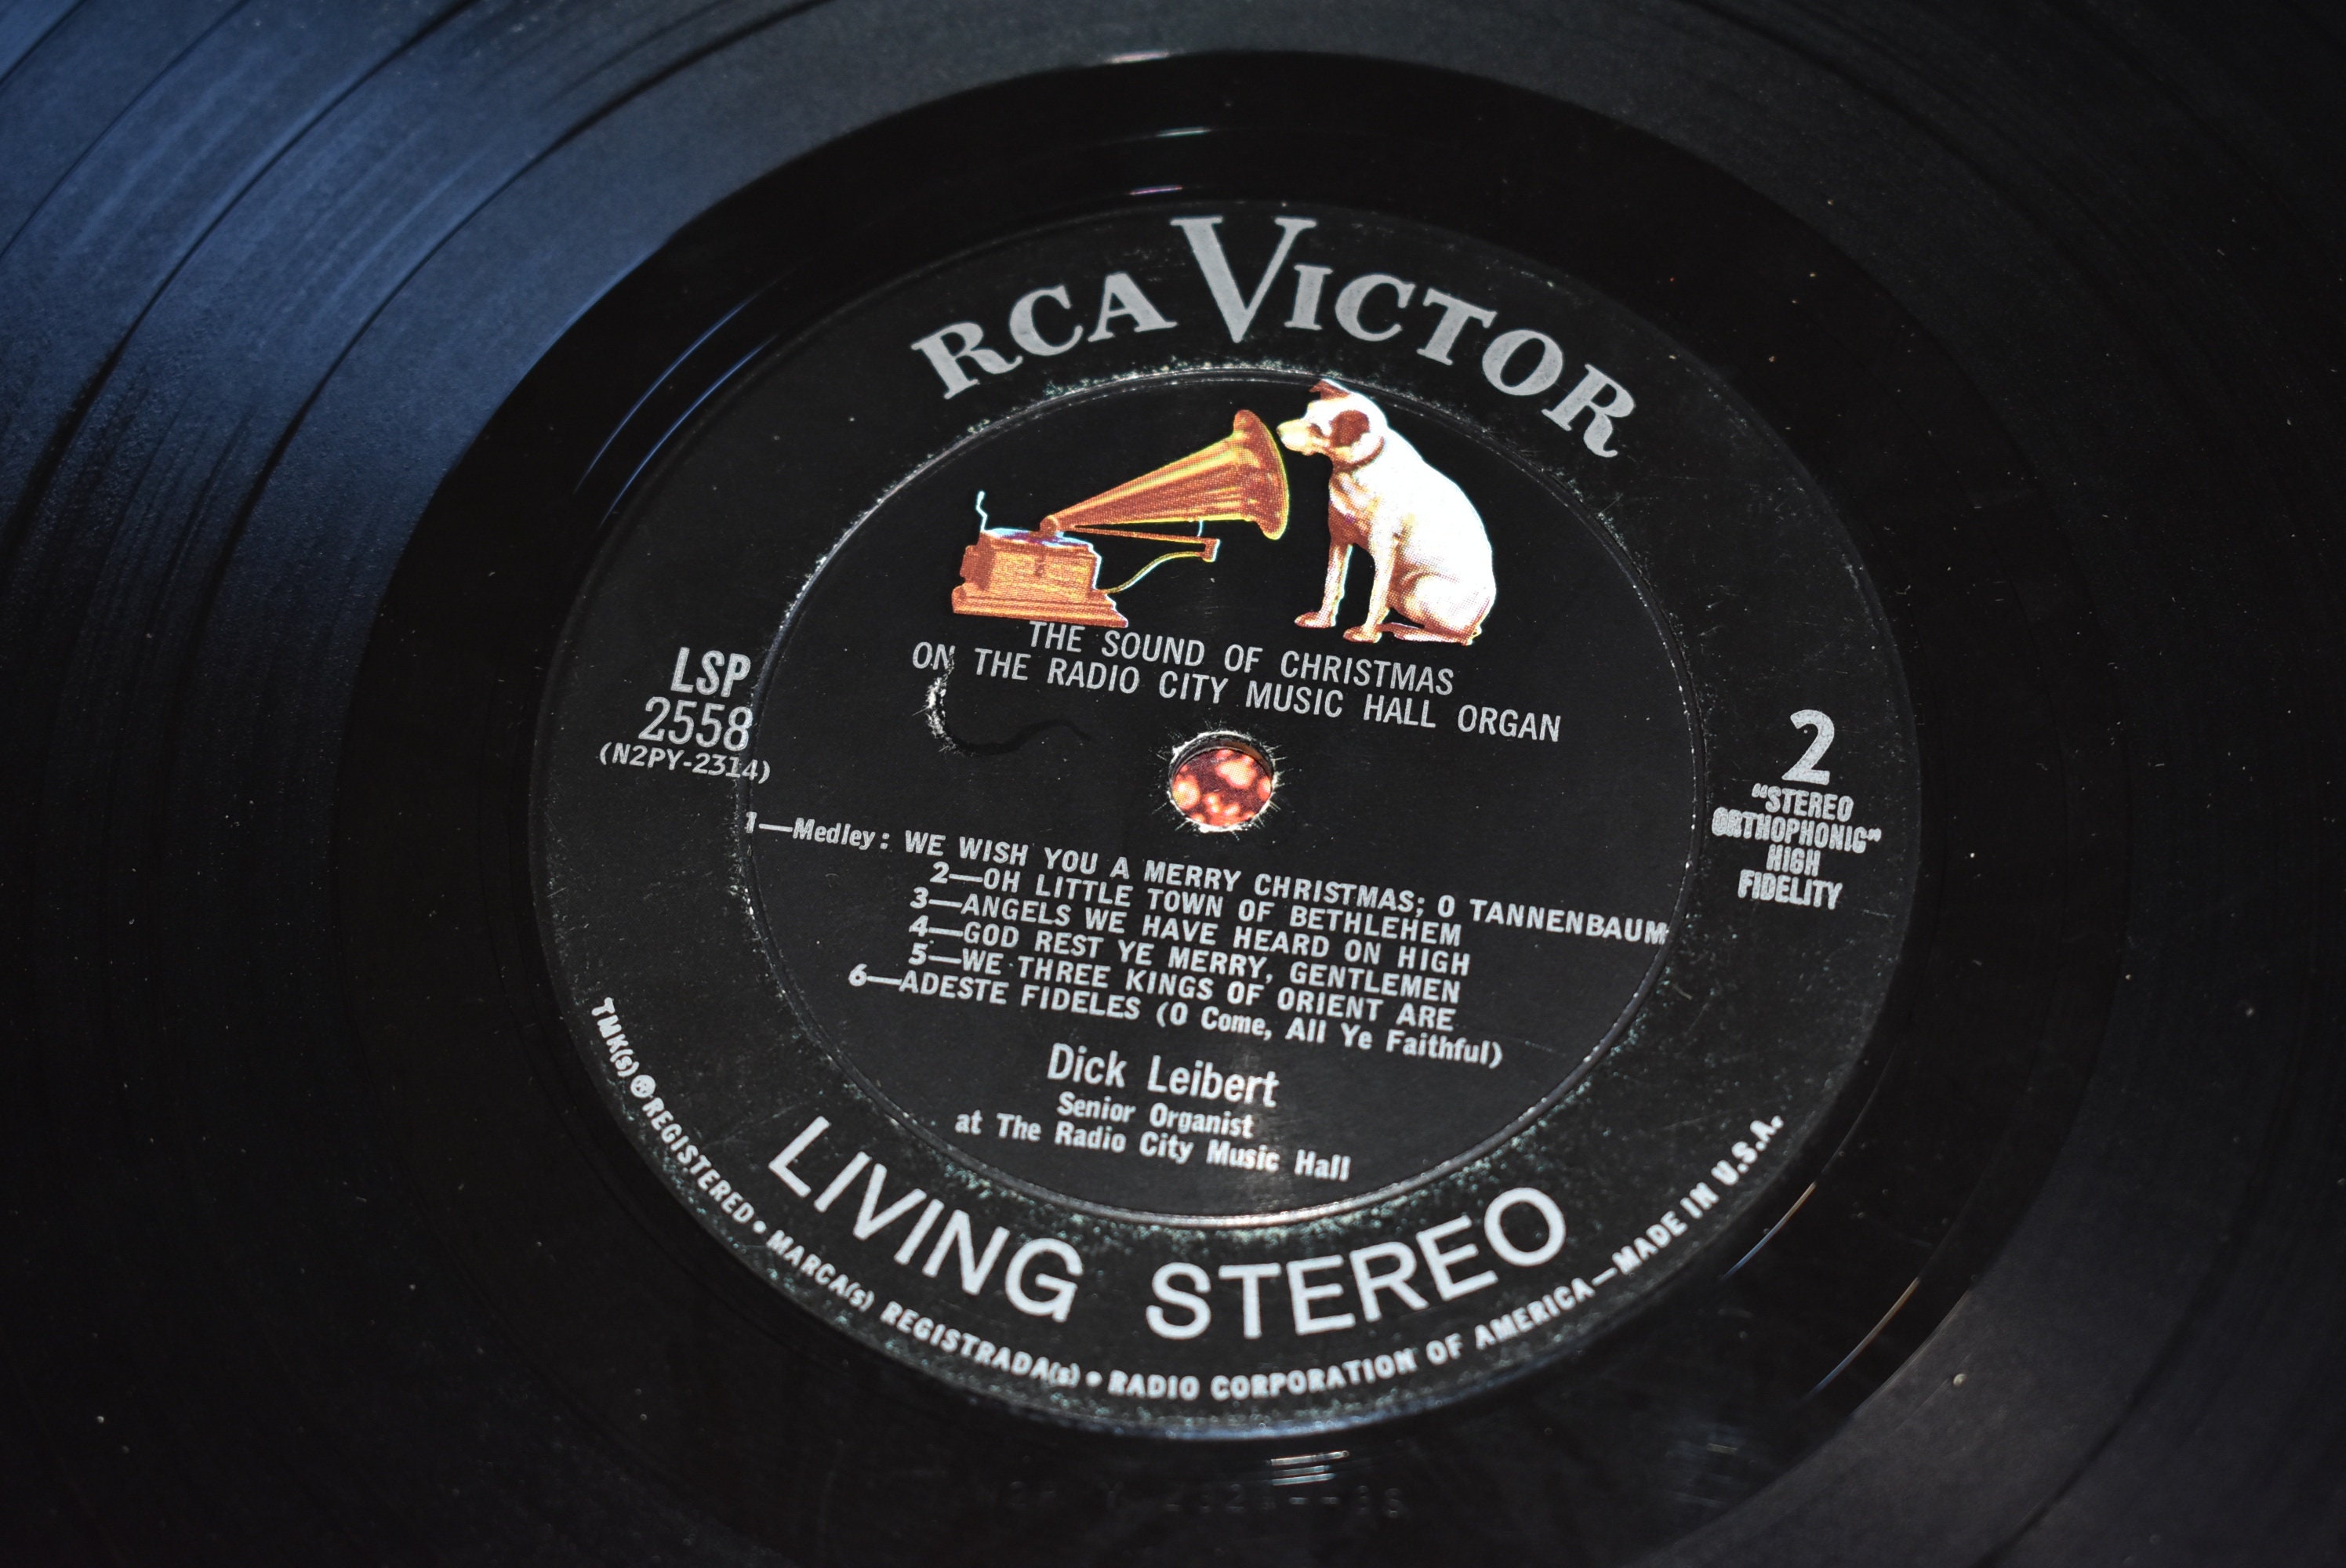 RCA VICTOR
THE SOUND OF CHRISTMAS
ON THE RADIO CITY MUSIC HALL ORGAN
LSP
2558
(N2PY-2314)
2
"STEREO
ORTHOPHONIC"
HIGH
FIDELITY
1—Medley: WE WISH YOU A MERRY CHRISTMAS; O TANNENBAUM
2—OH LITTLE TOWN OF BETHLEHEM
3—ANGELS WE HAVE HEARD ON HIGH
4—GOD REST YE MERRY, GENTLEMEN
5—WE THREE KINGS OF ORIENT ARE
6—ADESTE FIDELES (O Come, All Ye Faithful)
Dick Leibert
Senior Organist
at The Radio City Music Hall
LIVING STEREO
TMK(s) ® REGISTERED • MARCA(s) REGISTRADA(s) • RADIO CORPORATION OF AMERICA—MADE IN U.S.A.